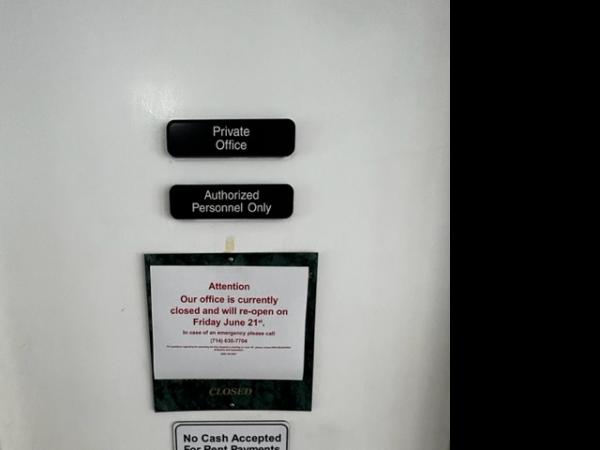 Private
Office
Authorized
Personnel Only
Attention
Our office is currently
closed and will re-open on
Friday June 21st.
In case of an emergency please call
(714) 630-7704
CLOSED
No Cash Accepted
For Rent Payments